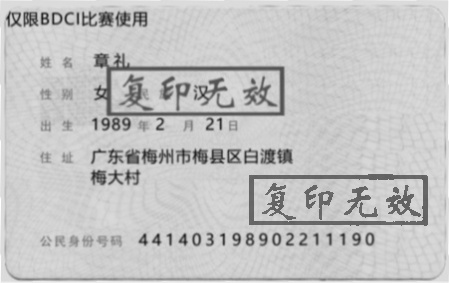 仅限BDCI比赛使用
姓 名 章礼
性 别 女 民 汉
复印无效
出 生 1989 年 2 月 21 日
住 址 广东省梅州市梅县区白渡镇
梅大村
复印无效
公民身份号码 441403198902211190